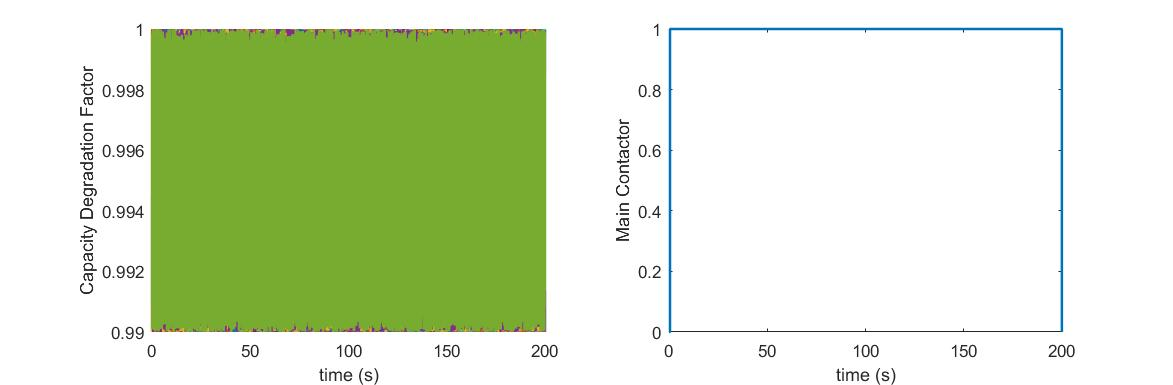 Capacity Degradation Factor
1
0.998
0.996
0.994
0.992
0.99
0 50 100 150 200
time (s)
Main Contactor
1
0.8
0.6
0.4
0.2
0
0 50 100 150 200
time (s)